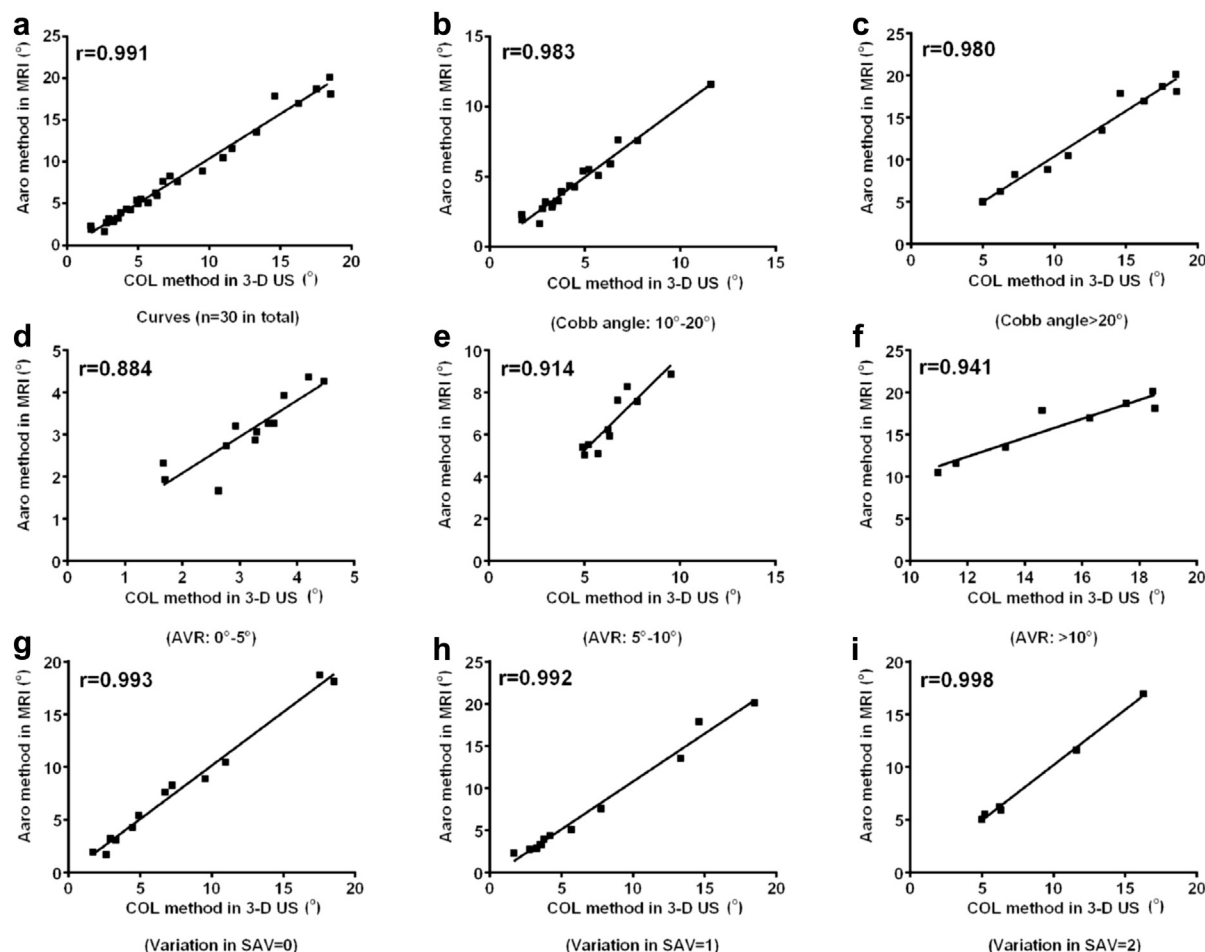 a
r=0.991
Aaro method in MRI (°)
25
20
15
10
5
0
0 5 10 15 20
COL method in 3-D US (°)
Curves (n=30 in total)
b
r=0.983
Aaro method in MRI (°)
15
10
5
0
0 5 10 15
COL method in 3-D US (°)
(Cobb angle: 10°-20°)
c
r=0.980
Aaro method in MRI (°)
25
20
15
10
5
0
0 5 10 15 20
COL method in 3-D US (°)
(Cobb angle>20°)
d
r=0.884
Aaro method in MRI (°)
5
4
3
2
1
0
0 1 2 3 4 5
COL method in 3-D US (°)
(AVR: 0°-5°)
e
r=0.914
Aaro mehod in MRI (°)
10
8
6
4
2
0
0 5 10 15
COL method in 3-D US (°)
(AVR: 5°-10°)
f
r=0.941
Aaro method in MRI (°)
25
20
15
10
5
0
10 12 14 16 18 20
COL method in 3-D US (°)
(AVR: >10°)
g
r=0.993
Aaro method in MRI (°)
20
15
10
5
0
0 5 10 15 20
COL method in 3-D US (°)
(Variation in SAV=0)
h
r=0.992
Aaro method in MRI (°)
25
20
15
10
5
0
0 5 10 15 20
COL method in 3-D US (°)
(Variation in SAV=1)
i
r=0.998
Aaro method in MRI (°)
20
15
10
5
0
0 5 10 15 20
COL method in 3-D US (°)
(Variation in SAV=2)